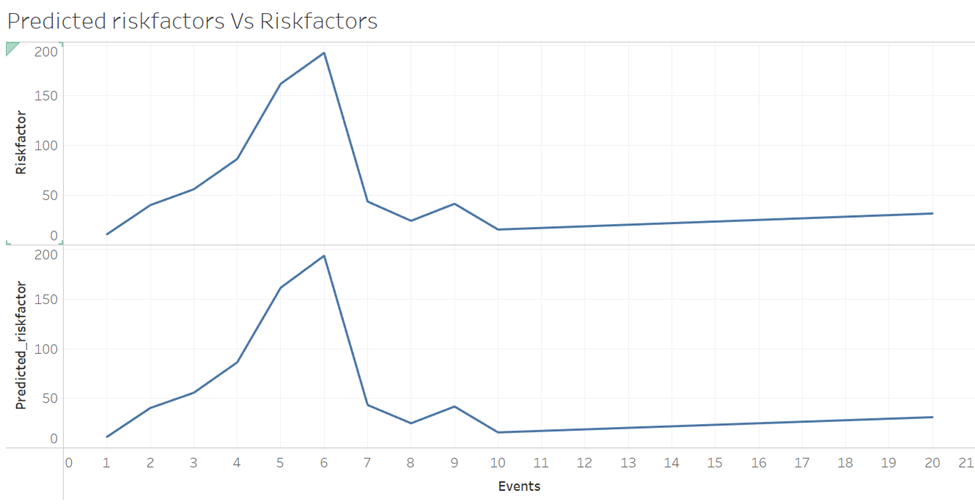 Predicted riskfactors Vs Riskfactors
200
150
100
50
0
Riskfactor
200
150
100
50
0
Predicted_riskfactor
0 1 2 3 4 5 6 7 8 9 10 11 12 13 14 15 16 17 18 19 20 21
Events